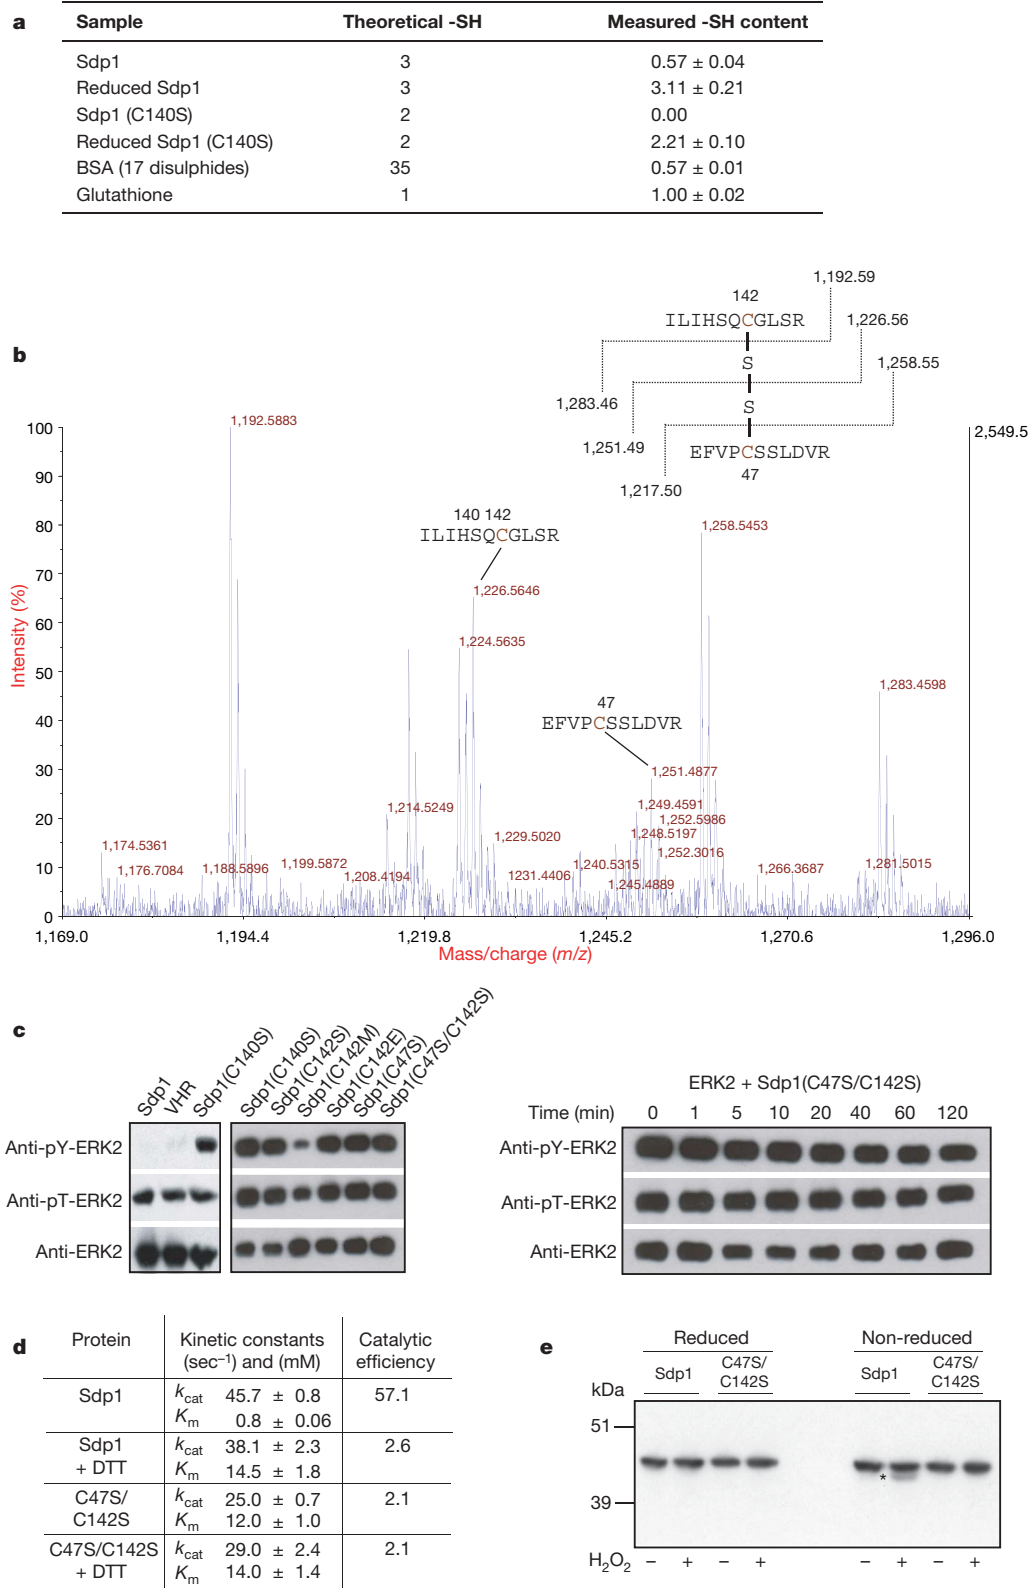 a
Sample Theoretical -SH Measured -SH content
Sdp1 3 0.57 ± 0.04
Reduced Sdp1 3 3.11 ± 0.21
Sdp1 (C140S) 2 0.00
Reduced Sdp1 (C140S) 2 2.21 ± 0.10
BSA (17 disulphides) 35 0.57 ± 0.01
Glutathione 1 1.00 ± 0.02
b
1,192.59
142
ILIHSQCGLSR
1,226.56
S
1,258.55
1,283.46
S
1,251.49
EFVPCSSLDVR
47
1,217.50
2,549.5
Intensity (%)
100
90
80
70
60
50
40
30
20
10
0
1,192.5883
140 142
ILIHSQCGLSR
1,258.5453
1,226.5646
1,224.5635
1,283.4598
47
EFVPCSSLDVR
1,251.4877
1,214.5249
1,249.4591
1,252.5986
1,248.5197
1,229.5020
1,174.5361
1,252.3016
1,176.7084
1,188.5896
1,199.5872
1,208.4194
1231.4406
1,240.5315
1,245.4889
1,266.3687
1,281.5015
1,169.0 1,194.4 1,219.8 1,245.2 1,270.6 1,296.0
Mass/charge (m/z)
c
Sdp1
VHR
Sdp1(C140S)
Sdp1(C140S)
Sdp1(C142S)
Sdp1(C142M)
Sdp1(C142E)
Sdp1(C47S)
Sdp1(C47S/C142S)
Anti-pY-ERK2
Anti-pT-ERK2
Anti-ERK2
ERK2 + Sdp1(C47S/C142S)
Time (min) 0 1 5 10 20 40 60 120
Anti-pY-ERK2
Anti-pT-ERK2
Anti-ERK2
d
Protein Kinetic constants Catalytic
(sec⁻¹) and (mM) efficiency
Sdp1 kcat 45.7 ± 0.8 57.1
Km 0.8 ± 0.06
Sdp1 kcat 38.1 ± 2.3 2.6
+ DTT Km 14.5 ± 1.8
C47S/ kcat 25.0 ± 0.7 2.1
C142S Km 12.0 ± 1.0
C47S/C142S kcat 29.0 ± 2.4 2.1
+ DTT Km 14.0 ± 1.4
e
Reduced Non-reduced
Sdp1 C47S/ Sdp1 C47S/
C142S C142S
kDa
51
39
*
H₂O₂ − + − + − + − +